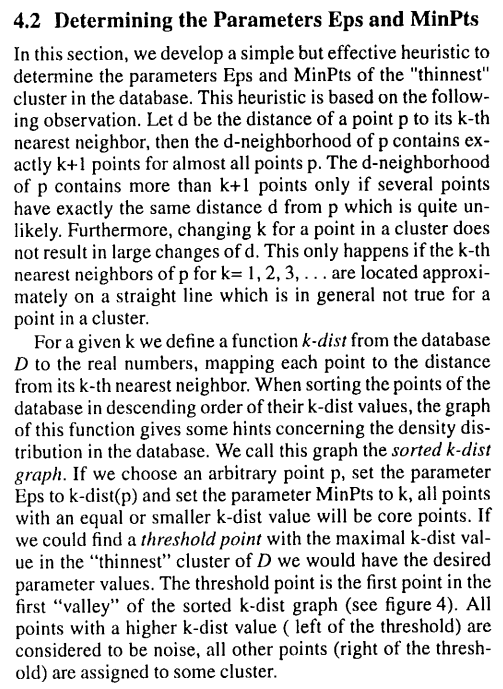 4.2 Determining the Parameters Eps and MinPts
In this section, we develop a simple but effective heuristic to
determine the parameters Eps and MinPts of the "thinnest"
cluster in the database. This heuristic is based on the follow-
ing observation. Let d be the distance of a point p to its k-th
nearest neighbor, then the d-neighborhood of p contains ex-
actly k+1 points for almost all points p. The d-neighborhood
of p contains more than k+1 points only if several points
have exactly the same distance d from p which is quite un-
likely. Furthermore, changing k for a point in a cluster does
not result in large changes of d. This only happens if the k-th
nearest neighbors of p for k= 1, 2, 3, . . . are located approxi-
mately on a straight line which is in general not true for a
point in a cluster.
For a given k we define a function k-dist from the database
D to the real numbers, mapping each point to the distance
from its k-th nearest neighbor. When sorting the points of the
database in descending order of their k-dist values, the graph
of this function gives some hints concerning the density dis-
tribution in the database. We call this graph the sorted k-dist
graph. If we choose an arbitrary point p, set the parameter
Eps to k-dist(p) and set the parameter MinPts to k, all points
with an equal or smaller k-dist value will be core points. If
we could find a threshold point with the maximal k-dist val-
ue in the “thinnest” cluster of D we would have the desired
parameter values. The threshold point is the first point in the
first “valley” of the sorted k-dist graph (see figure 4). All
points with a higher k-dist value ( left of the threshold) are
considered to be noise, all other points (right of the thresh-
old) are assigned to some cluster.